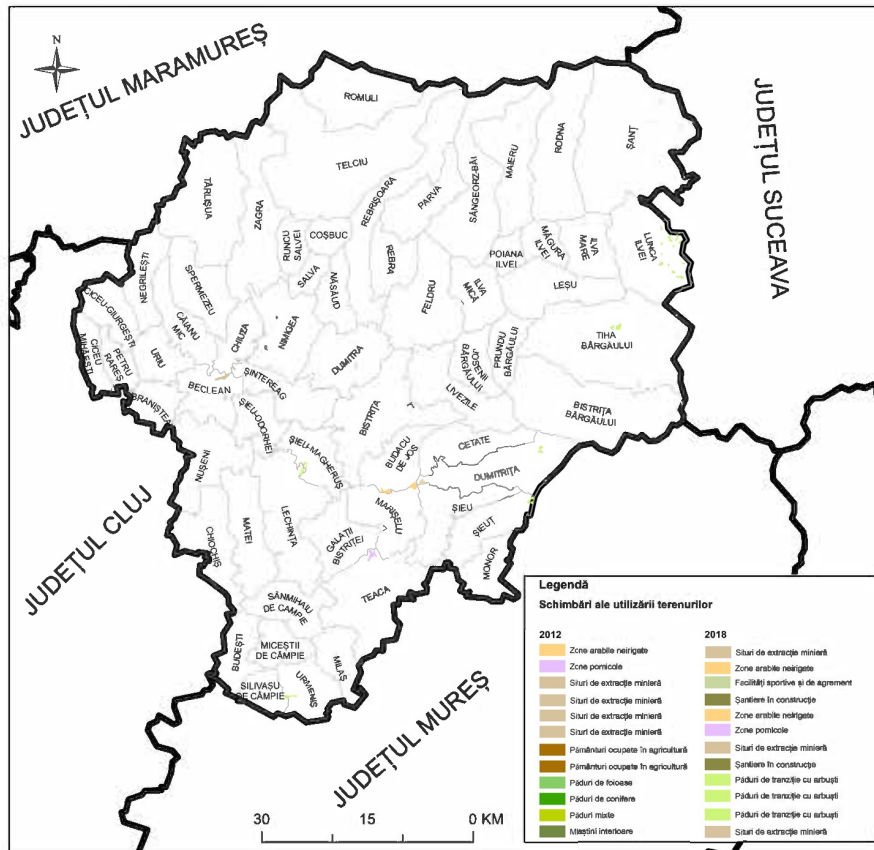 N
JUDEȚUL MARAMUREȘ
JUDEȚUL SUCEAVA
ROMULI
TELCIU
RODNA
ȘANȚ
MAIERU
SÂNGEORZ-BĂI
PARVA
REBRIȘOARA
TÂRLIȘUA
ZAGRA
RUNCU
SALVEI
COȘBUC
REBRA
POIANA
ILVEI
MĂGURA
ILVEI
ILVA
MARE
LUNCA
ILVEI
NEGRILEȘTI
SPERMEZEU
SALVA
NĂSĂUD
FELDRU
ILVA
MICĂ
LEȘU
CICEU-GIURGEȘTI
CICEU
MIHĂEȘTI
PETRU
RAREȘ
URIU
CĂIANU
MIC
CHIUZA
NIMIGEA
DUMITRA
JOSENII
BÂRGĂULUI
PRUNDU
BÂRGĂULUI
TIHA
BÂRGĂULUI
BECLEAN
ȘINTEREAG
LIVEZILE
BISTRIȚA
BÂRGĂULUI
BRANIȘTEA
ȘIEU-ODORHEI
BISTRIȚA
CETATE
NUȘENI
ȘIEU-MAGHERUȘ
BUDACU
DE JOS
DUMITRIȚA
MATEI
LECHINȚA
MARIȘELU
ȘIEU
ȘIEUȚ
CHIOCHIȘ
GALAȚII
BISTRIȚEI
MONOR
JUDEȚUL CLUJ
TEACA
SÂNMIHAIU
DE CAMPIE
BUDEȘTI
MICEȘTII
DE CÂMPIE
MILAȘ
SILIVAȘU
DE CÂMPIE
URMENIȘ
JUDEȚUL MUREȘ
30 15 0 KM
Legendă
Schimbări ale utilizării terenurilor
2012
Zone arabile neirigate
Zone pomicole
Situri de extracție minieră
Situri de extracție minieră
Situri de extracție minieră
Situri de extracție minieră
Pământuri ocupate în agricultură
Pământuri ocupate în agricultură
Păduri de foioase
Păduri de conifere
Păduri mixte
Mlaștini interioare
2018
Situri de extracție minieră
Zone arabile neirigate
Facilități sportive și de agrement
Șantiere în construcție
Zone arabile neirigate
Zone pomicole
Situri de extracție minieră
Șantiere în construcție
Păduri de tranziție cu arbuști
Păduri de tranziție cu arbuști
Păduri de tranziție cu arbuști
Situri de extracție minieră